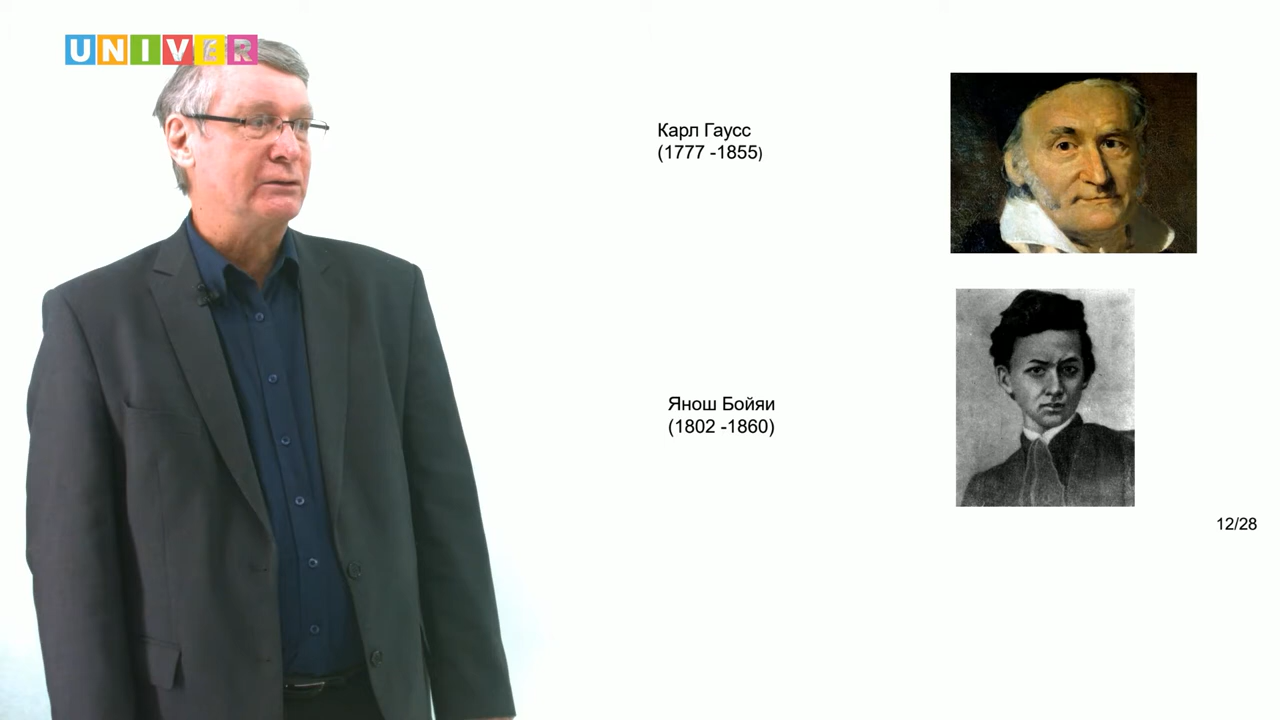 UNIVER
Карл Гаусс
(1777 -1855)
Янош Бойяи
(1802 -1860)
12/28